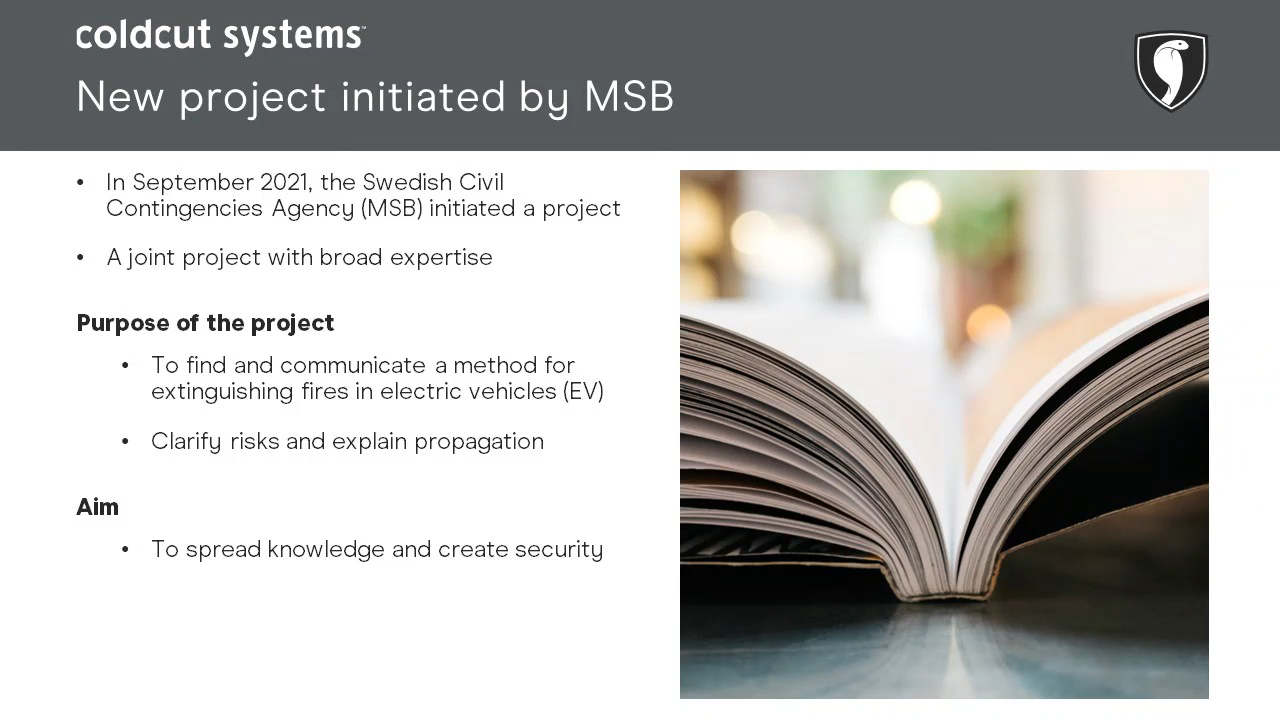 coldcut systems™
New project initiated by MSB
• In September 2021, the Swedish Civil
Contingencies Agency (MSB) initiated a project
• A joint project with broad expertise
Purpose of the project
• To find and communicate a method for
extinguishing fires in electric vehicles (EV)
• Clarify risks and explain propagation
Aim
• To spread knowledge and create security